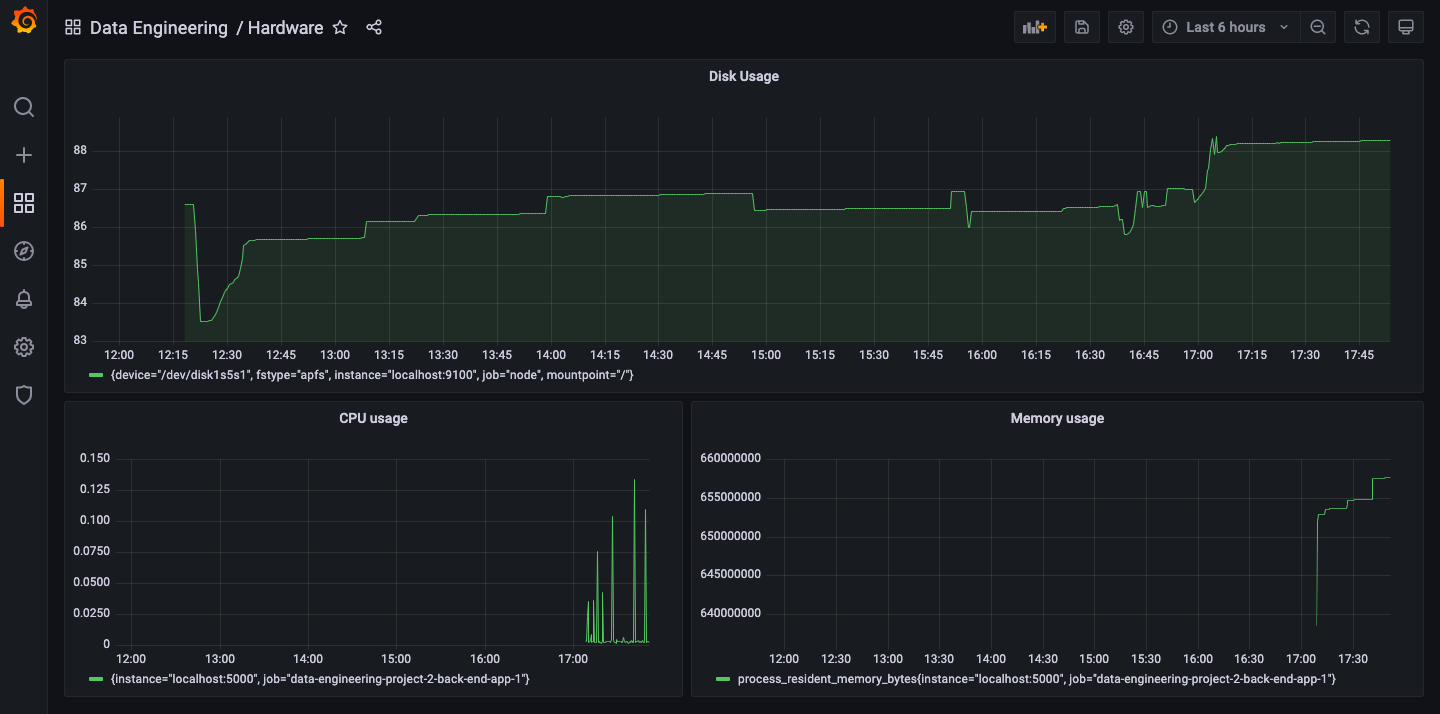 Data Engineering / Hardware
Last 6 hours
Disk Usage
88
87
86
85
84
83
12:00 12:15 12:30 12:45 13:00 13:15 13:30 13:45 14:00 14:15 14:30 14:45 15:00 15:15 15:30 15:45 16:00 16:15 16:30 16:45 17:00 17:15 17:30 17:45
{device="/dev/disk1s5s1", fstype="apfs", instance="localhost:9100", job="node", mountpoint="/"}
CPU usage
0.150
0.125
0.100
0.0750
0.0500
0.0250
0
12:00 13:00 14:00 15:00 16:00 17:00
{instance="localhost:5000", job="data-engineering-project-2-back-end-app-1"}
Memory usage
660000000
655000000
650000000
645000000
640000000
12:00 12:30 13:00 13:30 14:00 14:30 15:00 15:30 16:00 16:30 17:00 17:30
process_resident_memory_bytes{instance="localhost:5000", job="data-engineering-project-2-back-end-app-1"}